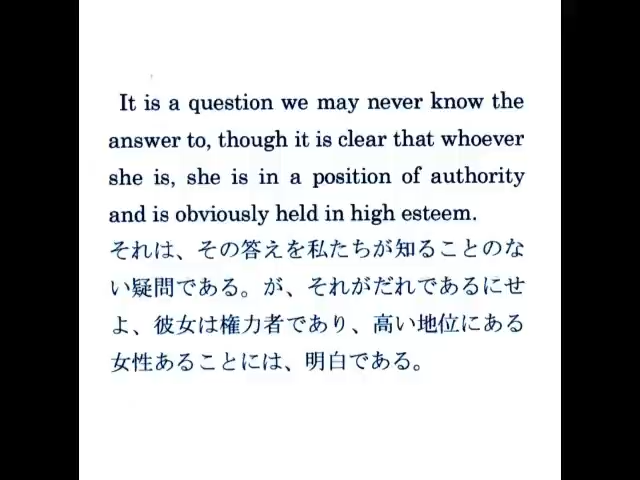 It is a question we may never know the
answer to, though it is clear that whoever
she is, she is in a position of authority
and is obviously held in high esteem.
それは、その答えを私たちが知ることのな
い疑問である。が、それがだれであるにせ
よ、彼女は権力者であり、高い地位にある
女性あることには、明白である。